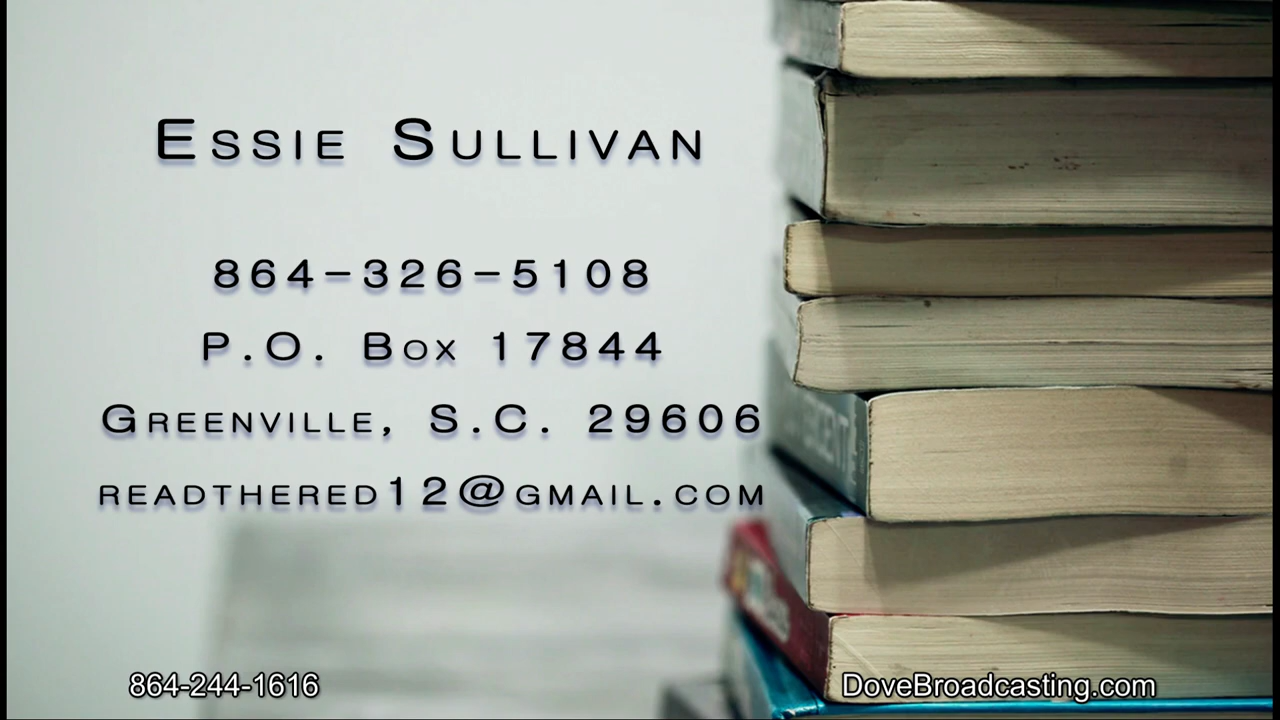 Essie Sullivan
864-326-5108
P.O. Box 17844
Greenville, S.C. 29606
readthered12@gmail.com
864-244-1616
DoveBroadcasting.com